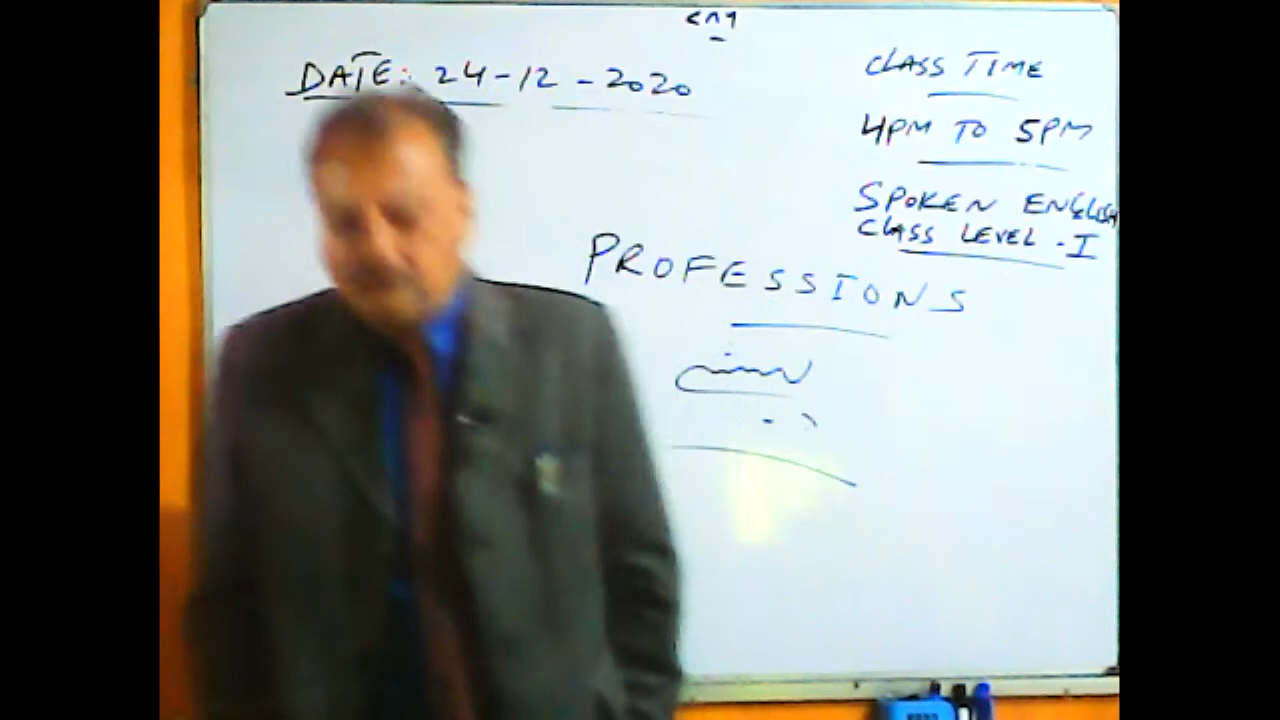 DATE: 24-12-2020
CLASS TIME
4PM TO 5PM
SPOKEN ENGLISH
CLASS LEVEL - I
PROFESSIONS